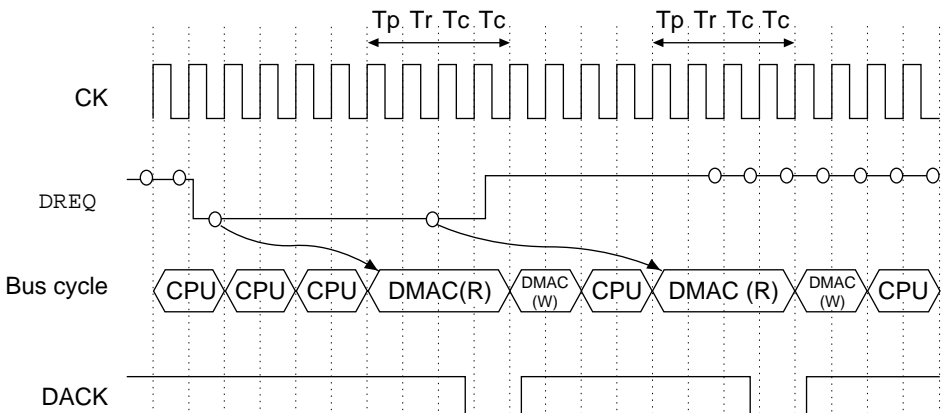 Tp Tr Tc Tc Tp Tr Tc Tc
CK
DREQ
Bus cycle CPU CPU CPU DMAC(R) DMAC (W) CPU DMAC (R) DMAC (W) CPU
DACK